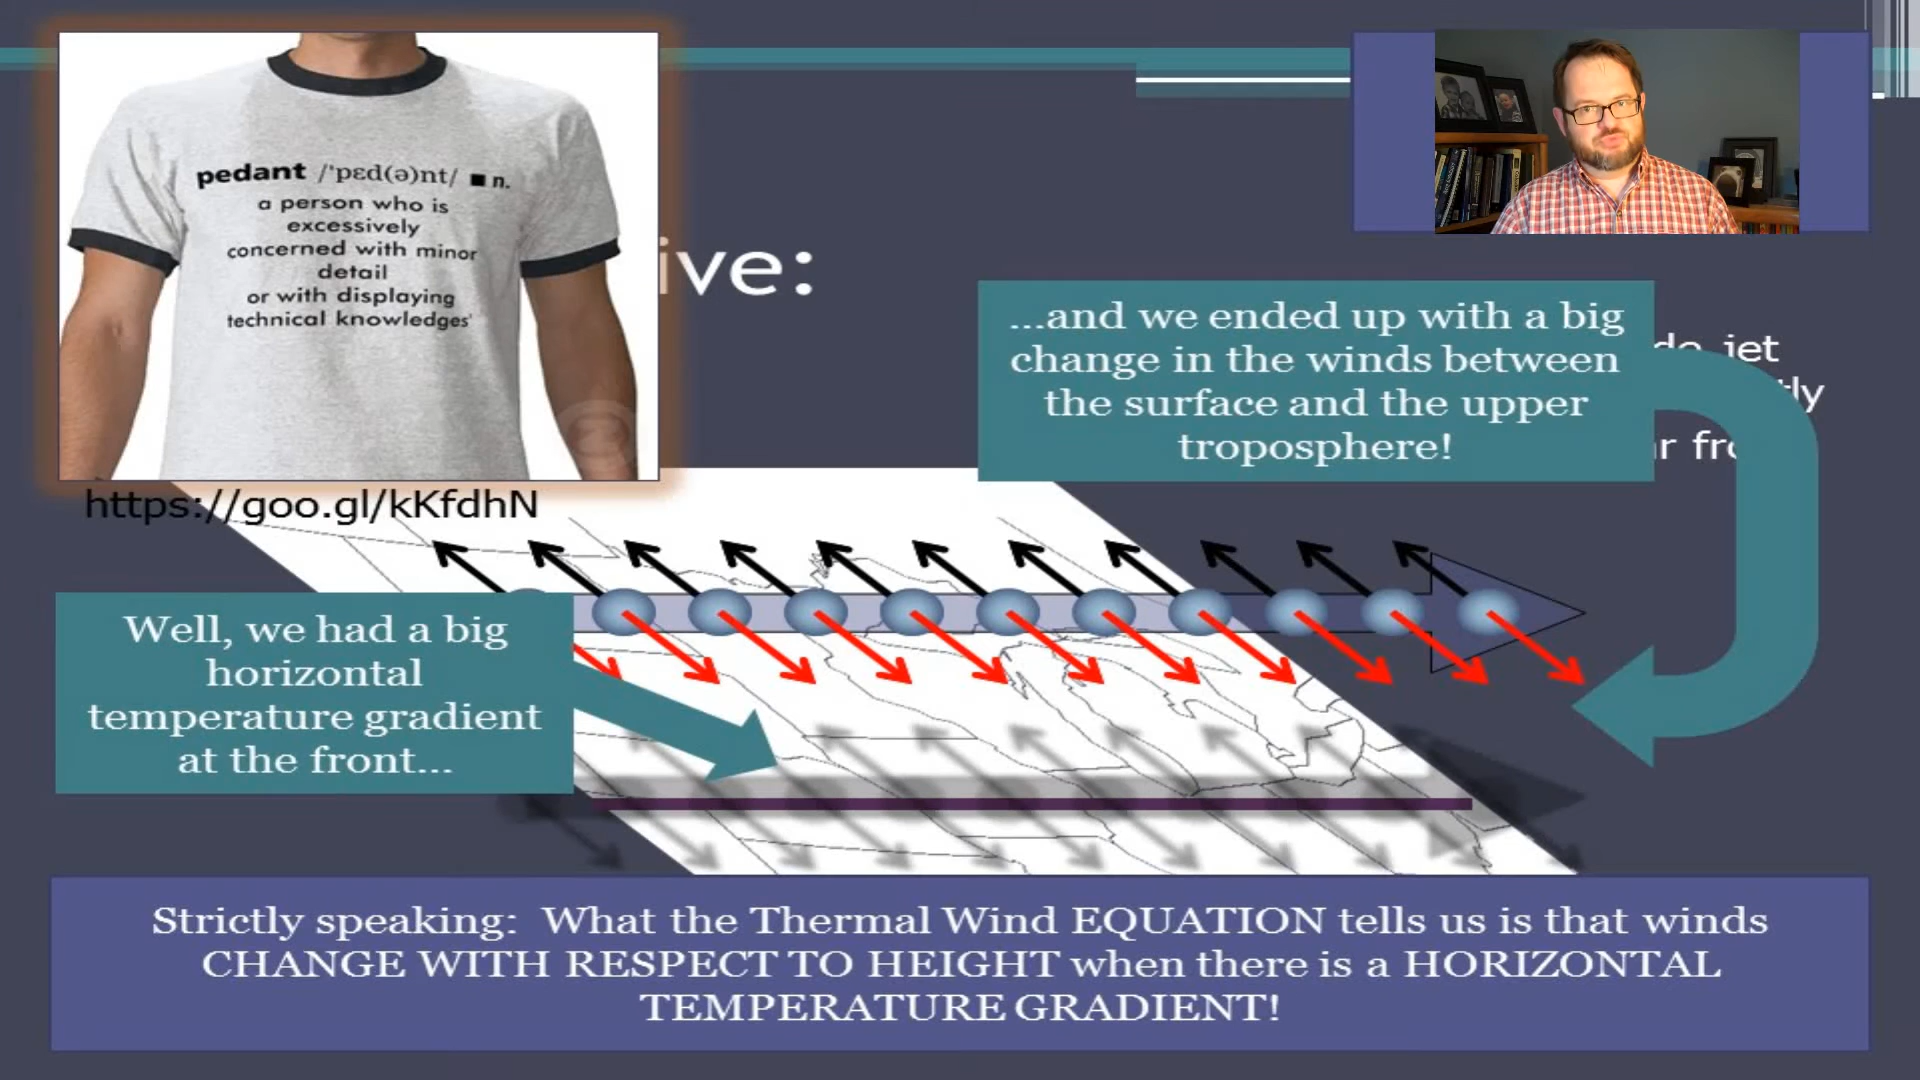 pedant /'pɛd(ə)nt/ ■ n.
a person who is
excessively
concerned with minor
detail
or with displaying
technical knowledges'
ive:
...and we ended up with a big
change in the winds between
the surface and the upper
troposphere!
jet
https://goo.gl/kKfdhN
Well, we had a big
horizontal
temperature gradient
at the front...
Strictly speaking: What the Thermal Wind EQUATION tells us is that winds
CHANGE WITH RESPECT TO HEIGHT when there is a HORIZONTAL
TEMPERATURE GRADIENT!